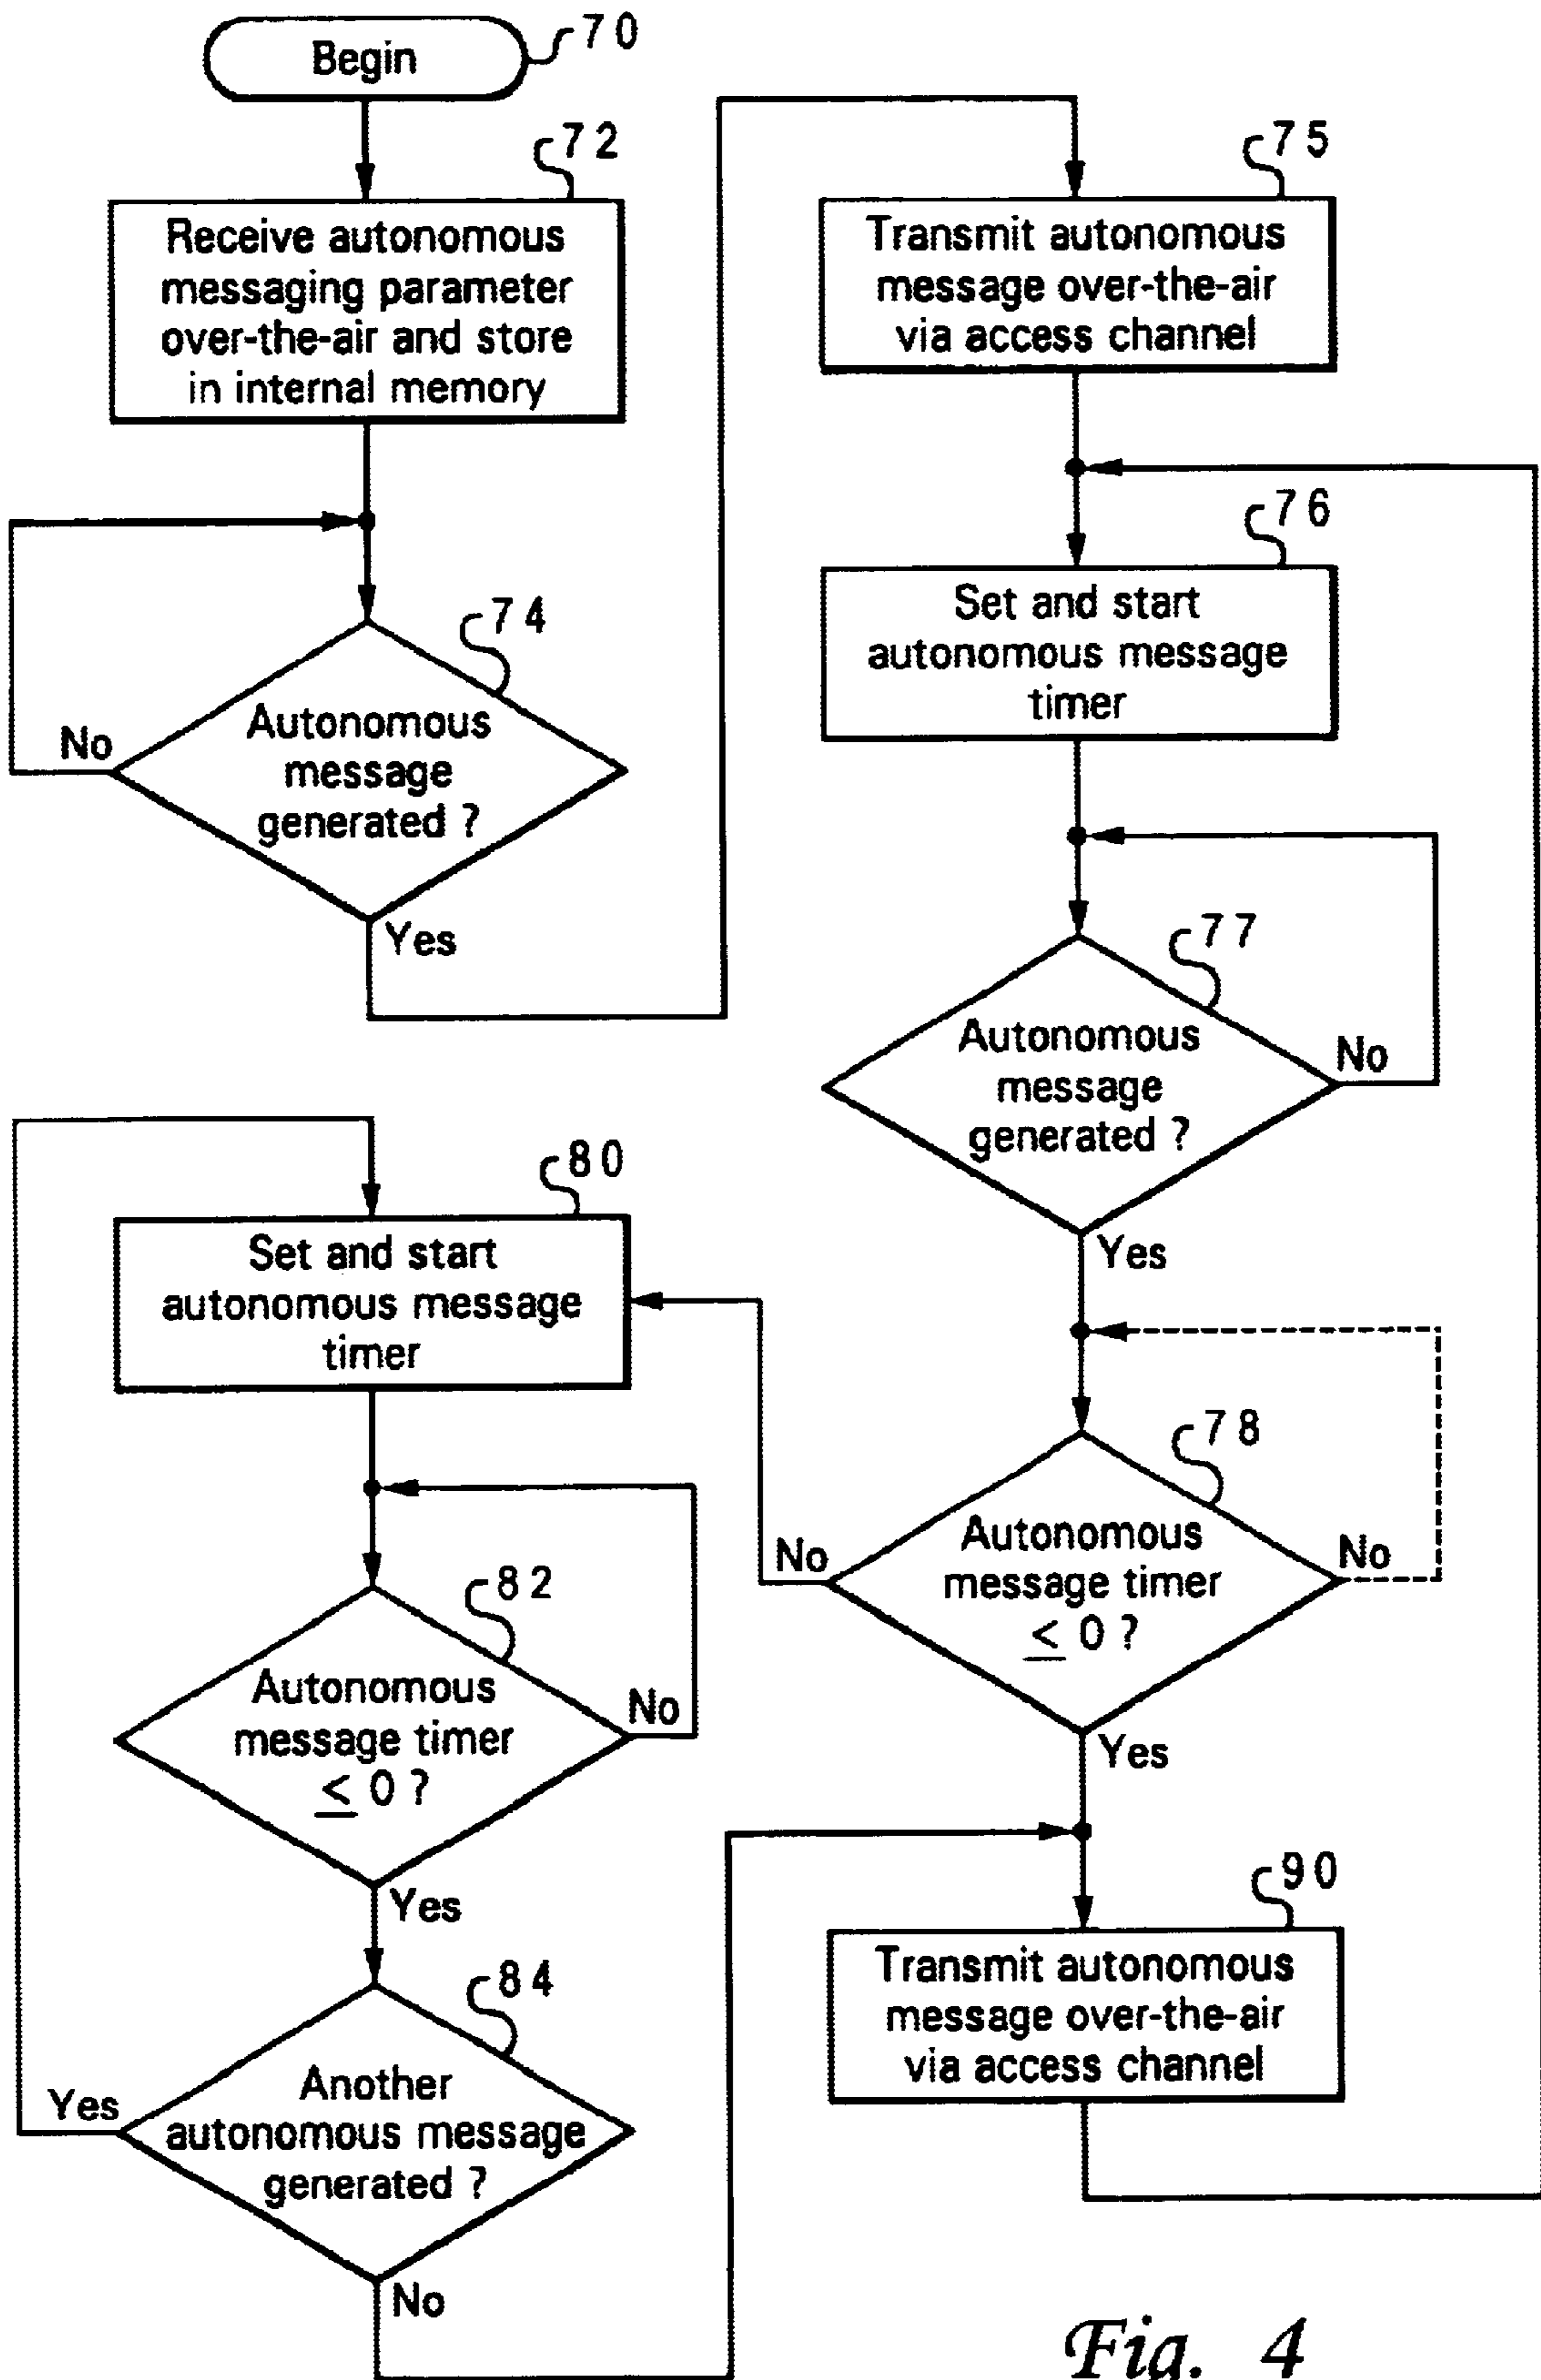 Begin
70
72
Receive autonomous
messaging parameter
over-the-air and store
in internal memory
74
Autonomous
message
generated ?
No
Yes
75
Transmit autonomous
message over-the-air
via access channel
76
Set and start
autonomous message
timer
77
Autonomous
message
generated ?
No
Yes
78
Autonomous
message timer
≤ 0 ?
No
No
Yes
80
Set and start
autonomous message
timer
82
Autonomous
message timer
≤ 0 ?
No
Yes
84
Another
autonomous message
generated ?
Yes
No
90
Transmit autonomous
message over-the-air
via access channel
Fig. 4